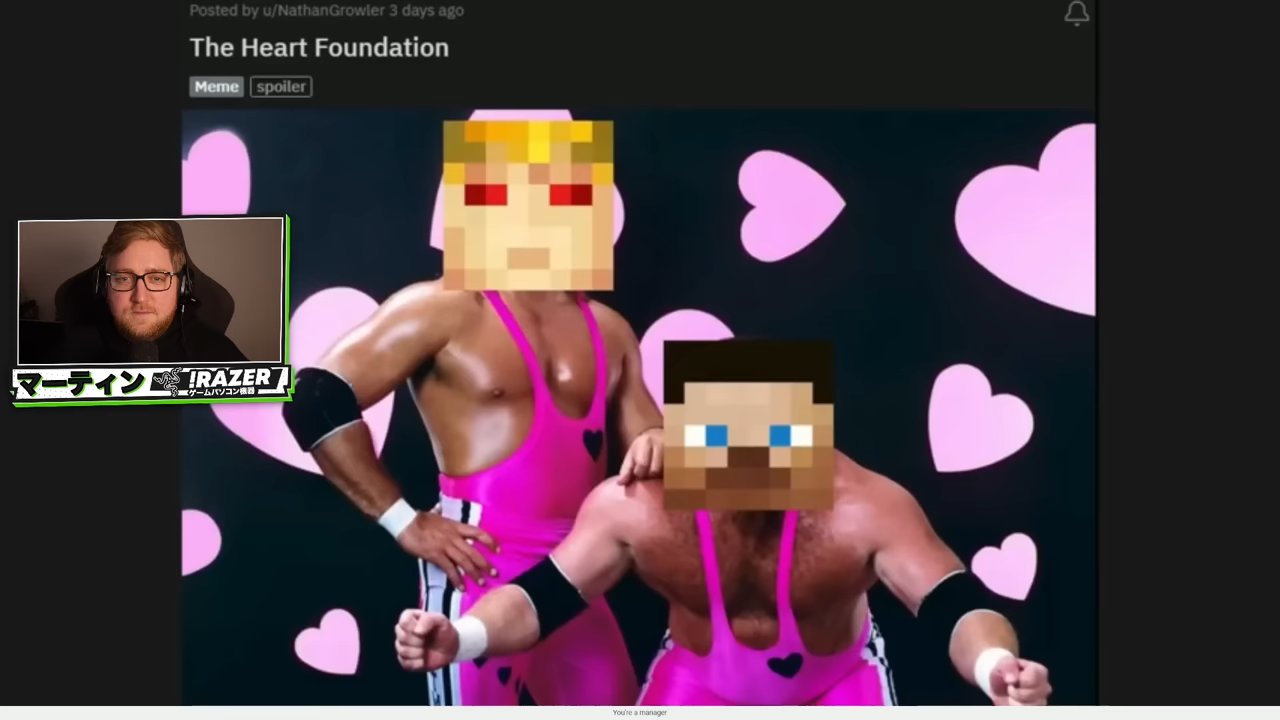 Posted by u/NathanGrowler 3 days ago
The Heart Foundation
Meme spoiler
マーティン !RAZER
ゲームパソコン機器
You're a manager